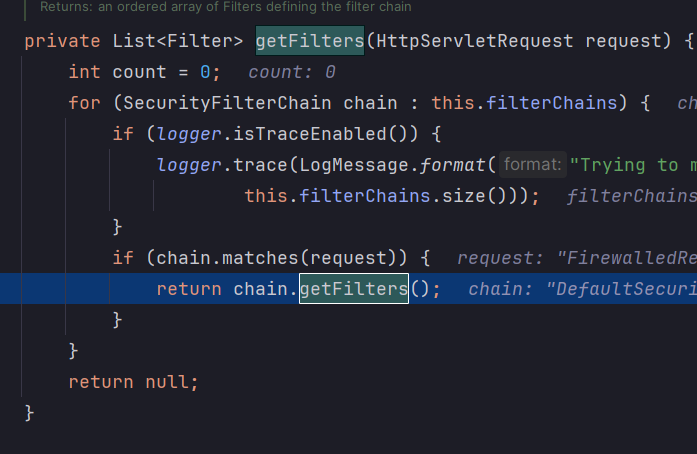 Returns: an ordered array of Filters defining the filter chain
private List<Filter> getFilters(HttpServletRequest request) {
int count = 0; count: 0
for (SecurityFilterChain chain : this.filterChains) { ch
if (logger.isTraceEnabled()) {
logger.trace(LogMessage.format( format: "Trying to m
this.filterChains.size())); filterChains
}
if (chain.matches(request)) { request: "FirewalledRe
return chain.getFilters(); chain: "DefaultSecuri
}
}
return null;
}